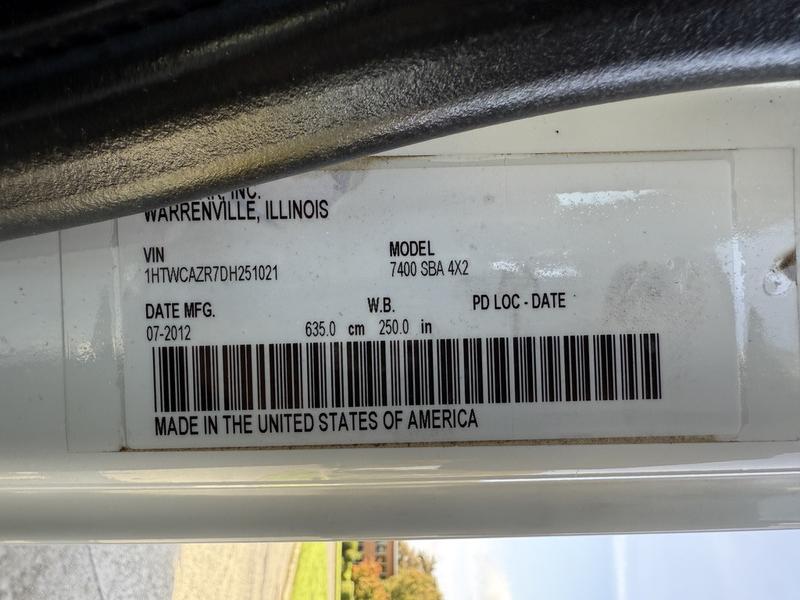 INC.
WARRENVILLE, ILLINOIS
VIN MODEL
1HTWCAZR7DH251021 7400 SBA 4X2
DATE MFG. W.B. PD LOC - DATE
07-2012 635.0 cm 250.0 in
MADE IN THE UNITED STATES OF AMERICA